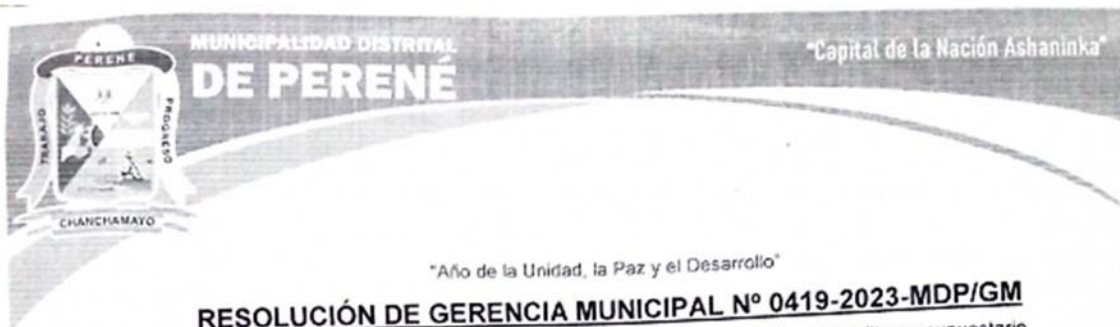 MUNICIPALIDAD DISTRITAL
DE PERENÉ
"Capital de la Nación Ashaninka"
PERENE
TRABAJO
PROGRESO
CHANCHAMAYO
"Año de la Unidad, la Paz y el Desarrollo"
RESOLUCIÓN DE GERENCIA MUNICIPAL Nº 0419-2023-MDP/GM